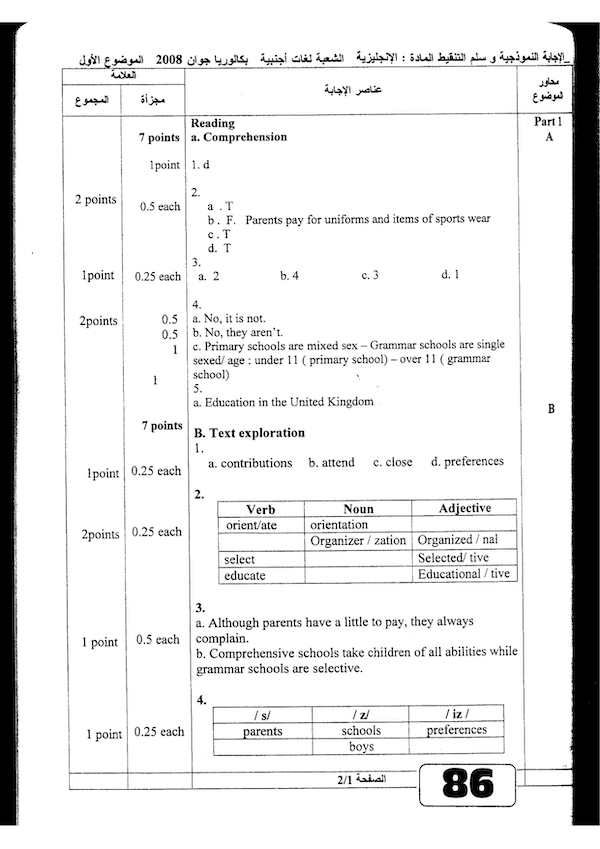 الإجابة النموذجية و سلم التنقيط المادة : الإنجليزية الشعبة لغات أجنبية بكالوريا جوان 2008 الموضوع الأول
محاور الموضوع
عناصر الإجابة
العلامة
مجزأة
المجموع
Part 1
A
Reading
7 points a. Comprehension
1point 1. d
2.
2 points 0.5 each
a . T
b . F. Parents pay for uniforms and items of sports wear
c . T
d. T
3.
1point 0.25 each a. 2 b. 4 c. 3 d. 1
4.
2points 0.5 a. No, it is not.
0.5 b. No, they aren't.
1 c. Primary schools are mixed sex – Grammar schools are single
sexed/ age : under 11 ( primary school) – over 11 ( grammar
school)
1 5.
a. Education in the United Kingdom
B
7 points B. Text exploration
1.
1point 0.25 each a. contributions b. attend c. close d. preferences
2.
2points 0.25 each
Verb Noun Adjective
orient/ate orientation
Organizer / zation Organized / nal
select Selected/ tive
educate Educational / tive
3.
a. Although parents have a little to pay, they always
complain.
1 point 0.5 each
b. Comprehensive schools take children of all abilities while
grammar schools are selective.
4.
1 point 0.25 each
/ s/ / z/ / iz /
parents schools preferences
boys
الصفحة 2/1
86